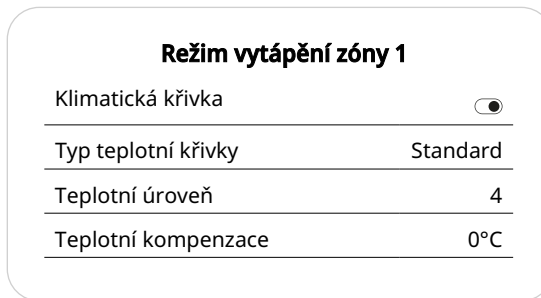 Režim vytápění zóny 1
Klimatická křivka
Typ teplotní křivky Standard
Teplotní úroveň 4
Teplotní kompenzace 0°C